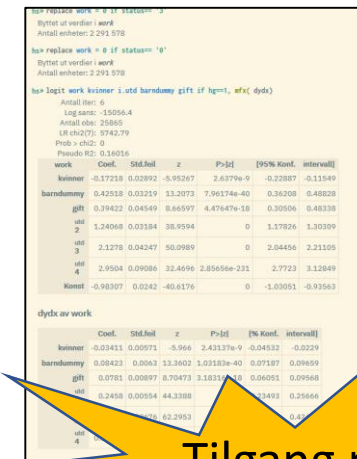 hs> replace work = 0 if status== '3'
Byttet ut verdier i work
Antall enheter: 2 291 578
hs> replace work = 0 if status== '0'
Byttet ut verdier i work
Antall enheter: 2 291 578
hs> logit work kvinner i.utd barndummy gift if hg==1, mfx( dydx)
Antall iter: 6
Log sans: -15056.4
Antall obs: 25865
LR chi2(7): 5742.79
Prob > chi2: 0
Pseudo R2: 0.16016
work Coef. Std.feil z P>|z| [95% Konf. intervall]
kvinner -0.17218 0.02892 -5.95267 2.6379e-9 -0.22887 -0.11549
barndummy 0.42518 0.03219 13.2073 7.96174e-40 0.36208 0.48828
gift 0.39422 0.04549 8.66597 4.47647e-18 0.30506 0.48338
utd 2 1.24068 0.03184 38.9594 0 1.17826 1.30309
utd 3 2.1278 0.04247 50.0989 0 2.04456 2.21105
utd 4 2.9504 0.09086 32.4696 2.85656e-231 2.7723 3.12849
Konst -0.98307 0.0242 -40.6176 0 -1.03051 -0.93563
dydx av work
Coef. Std.feil z P>|z| [% Konf. intervall]
kvinner -0.03411 0.00571 -5.966 2.43137e-9 -0.04532 -0.0229
barndummy 0.08423 0.0063 13.3602 1.03183e-40 0.07187 0.09659
gift 0.0781 0.00897 8.70473 0.06051 0.09568
utd 0.2458 0.00554 44.3388 0.25666
utd 62.2953
utd 4
Tilgang